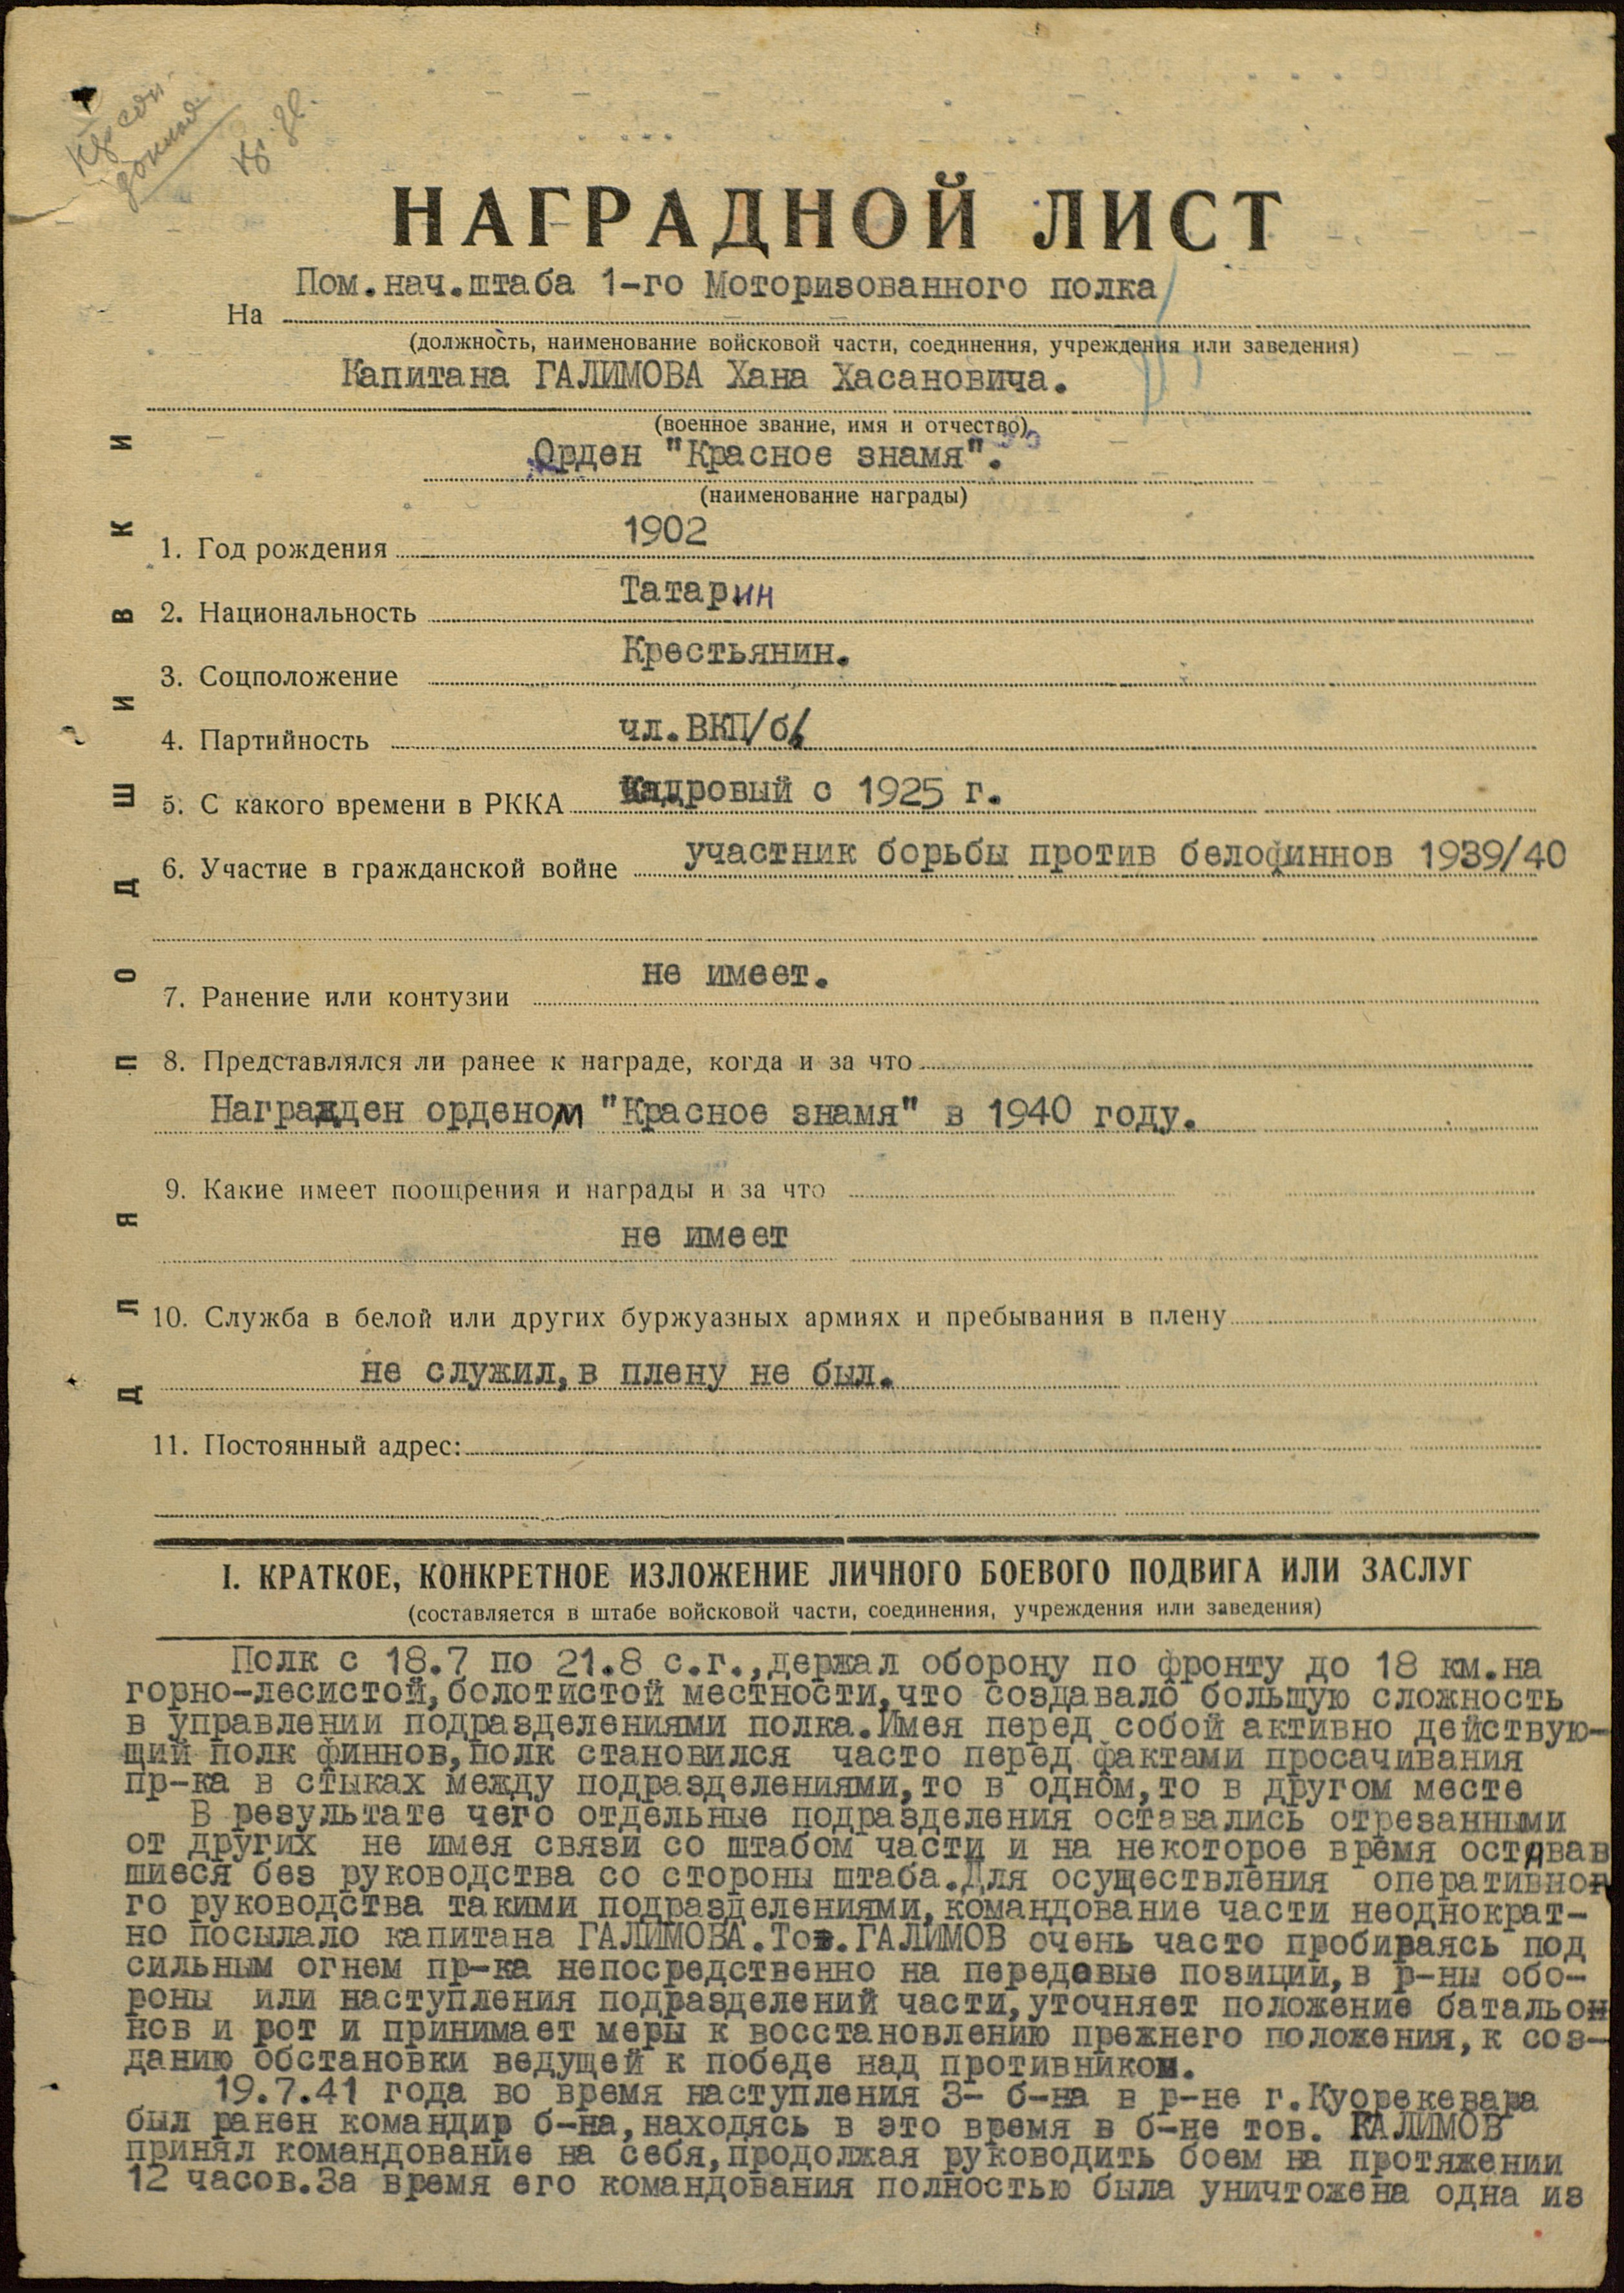 НАГРАДНОЙ ЛИСТ
Пом.нач.штаба 1-го Моторизованного полка
На
(должность, наименование войсковой части, соединения, учреждения или заведения)
Капитана ГАЛИМОВА Хана Хасановича.
(военное звание, имя и отчество)
Орден "Красное знамя".
(наименование награды)
1902
1. Год рождения
Татарин
2. Национальность
Крестьянин.
3. Соцположение
4. Партийность чл.ВКП/б/
5. С какого времени в РККА Кадровый с 1925 г.
6. Участие в гражданской войне участник борьбы против белофиннов 1939/40
не имеет.
7. Ранение или контузии
8. Представлялся ли ранее к награде, когда и за что
Награжден орденом "Красное знамя" в 1940 году.
9. Какие имеет поощрения и награды и за что
не имеет
10. Служба в белой или других буржуазных армиях и пребывания в плену
не служил,в плену не был.
11. Постоянный адрес:
ДЛЯ ПОДШИВКИ
I. КРАТКОЕ, КОНКРЕТНОЕ ИЗЛОЖЕНИЕ ЛИЧНОГО БОЕВОГО ПОДВИГА ИЛИ ЗАСЛУГ
(составляется в штабе войсковой части, соединения, учреждения или заведения)
Полк с 18.7 по 21.8 с.г.,держал оборону по фронту до 18 км.на
горно-лесистой,болотистой местности,что создавало большую сложность
в управлении подразделениями полка.Имея перед собой активно действую-
щий полк финнов,полк становился часто перед фактами просачивания
пр-ка в стыках между подразделениями,то в одном,то в другом месте
В результате чего отдельные подразделения оставались отрезанными
от других не имея связи со штабом части и на некоторое время оставав
шиеся без руководства со стороны штаба.Для осуществления оперативно
го руководства такими подразделениями,командование части неоднократ-
но посылало капитана ГАЛИМОВА.Тов.ГАЛИМОВ очень часто пробираясь под
сильным огнем пр-ка непосредственно на передовые позиции,в р-ны обо-
роны или наступления подразделений части,уточняет положение батальон
нов и рот и принимает меры к восстановлению прежнего положения,к соз-
данию обстановки ведущей к победе над противником.
19.7.41 года во время наступления 3- б-на в р-не г.Куорекевара
был ранен командир б-на,находясь в это время в б-не тов. ГАЛИМОВ
принял командование на себя,продолжая руководить боем на протяжении
12 часов.За время его командования полностью была уничтожена одна из